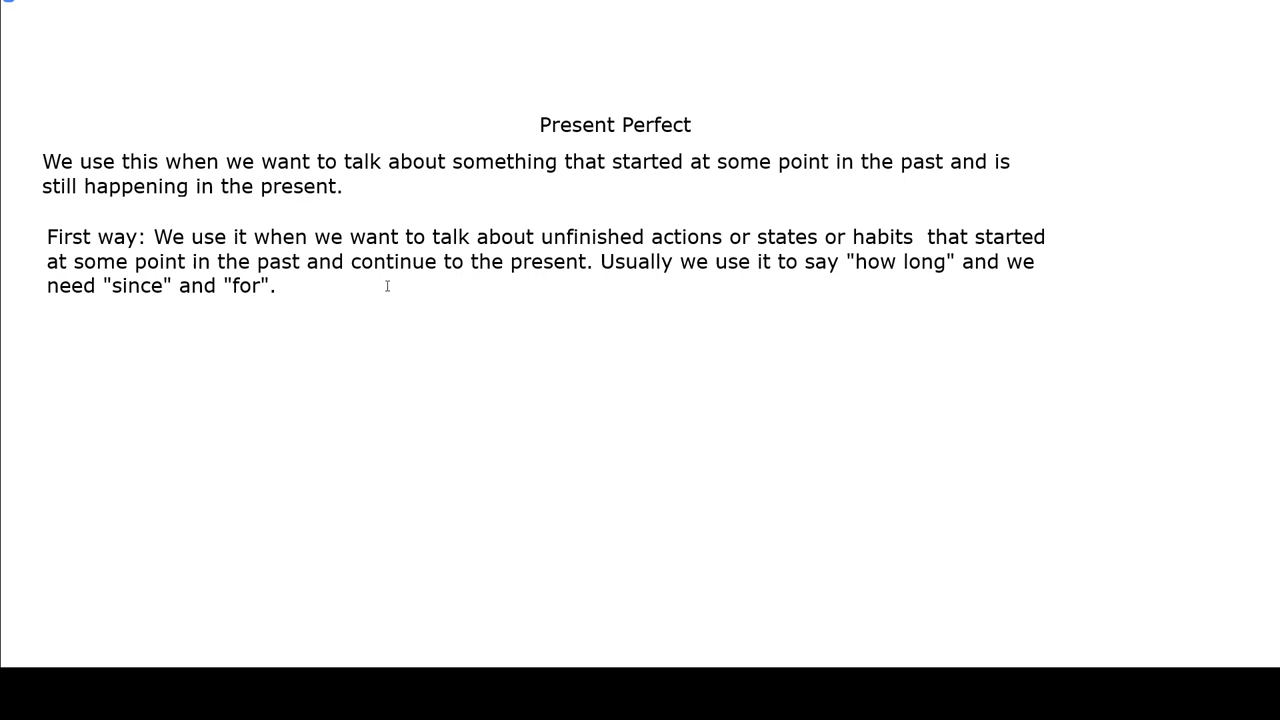 Present Perfect
We use this when we want to talk about something that started at some point in the past and is
still happening in the present.
First way: We use it when we want to talk about unfinished actions or states or habits  that started
at some point in the past and continue to the present. Usually we use it to say "how long" and we
need "since" and "for".